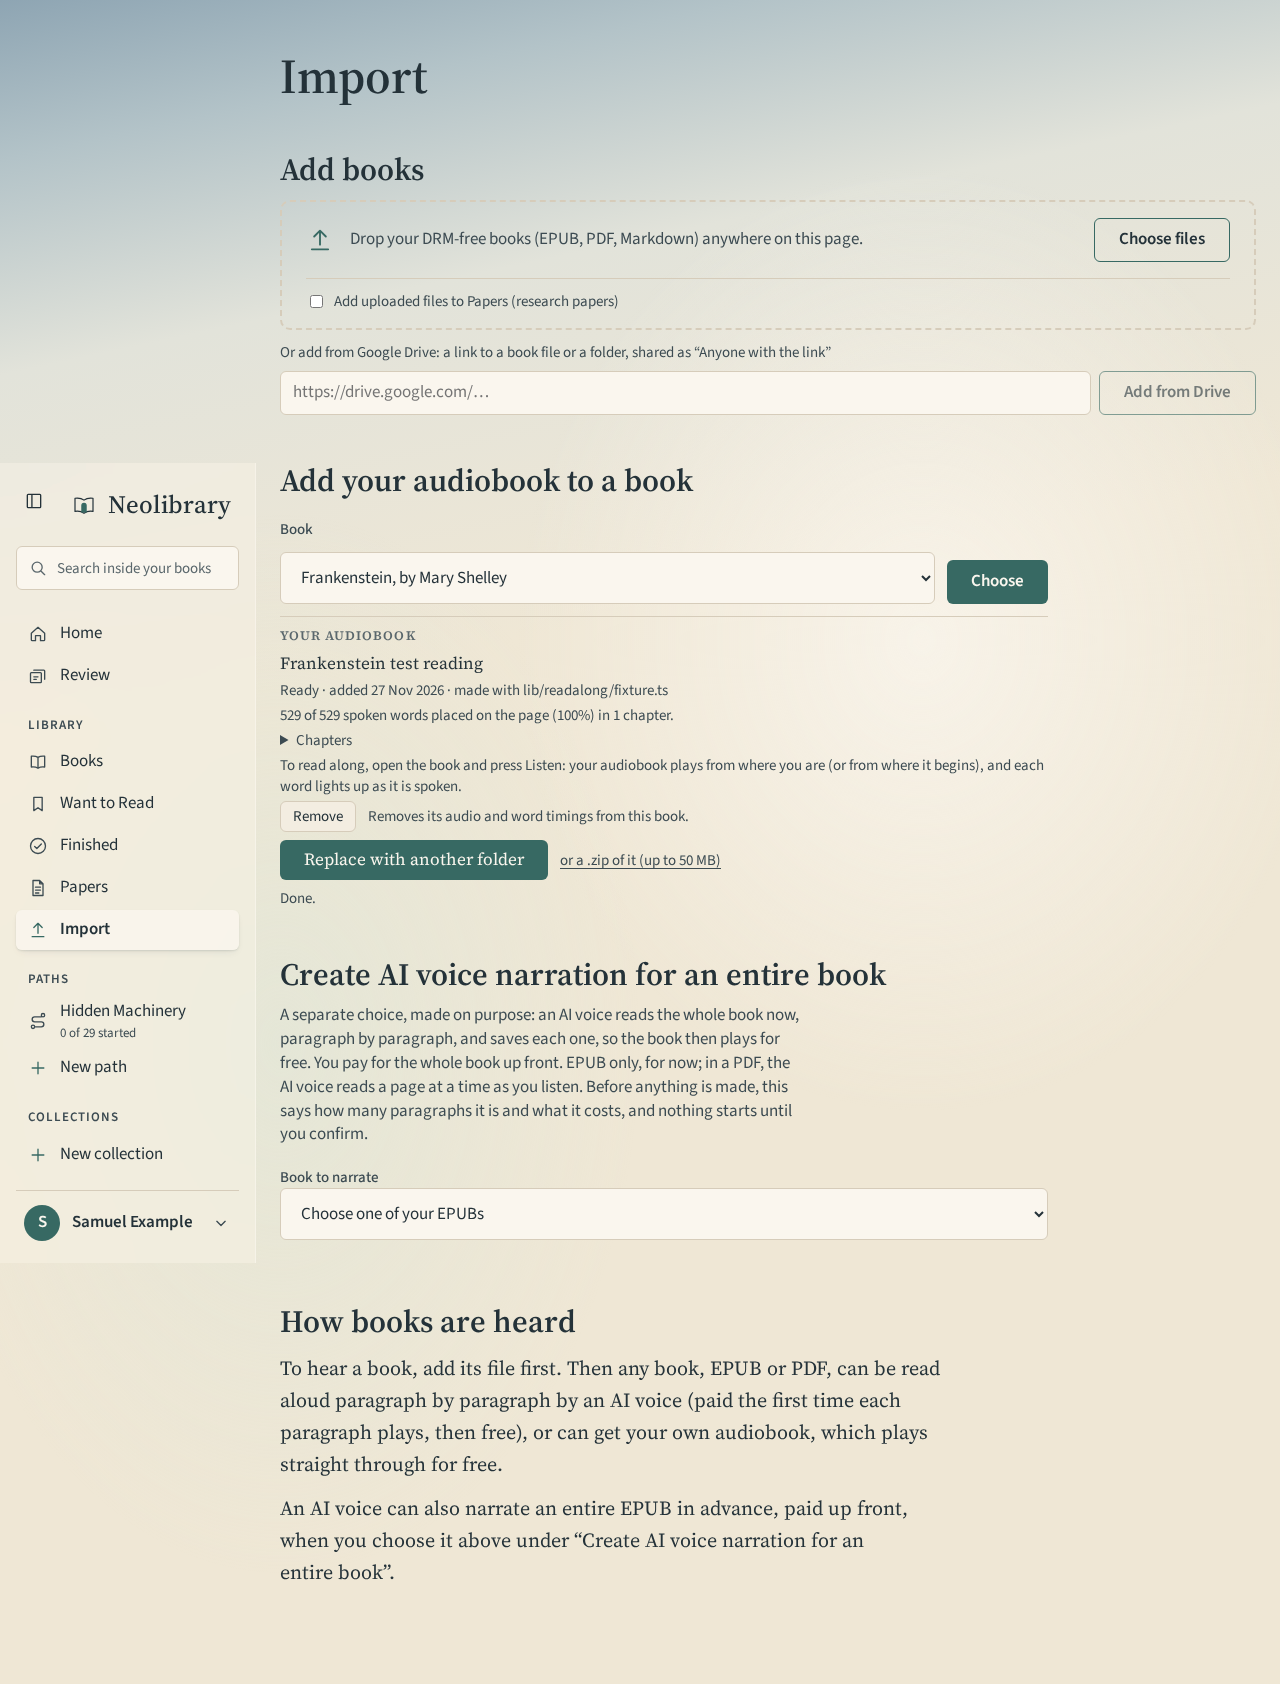 Import
Add books
Drop your DRM-free books (EPUB, PDF, Markdown) anywhere on this page.
Choose files
Add uploaded files to Papers (research papers)
Or add from Google Drive: a link to a book file or a folder, shared as “Anyone with the link”
https://drive.google.com/…
Add from Drive
Neolibrary
Search inside your books
Home
Review
LIBRARY
Books
Want to Read
Finished
Papers
Import
PATHS
Hidden Machinery
0 of 29 started
New path
COLLECTIONS
New collection
S
Samuel Example
Add your audiobook to a book
Book
Frankenstein, by Mary Shelley
Choose
YOUR AUDIOBOOK
Frankenstein test reading
Ready · added 27 Nov 2026 · made with lib/readalong/fixture.ts
529 of 529 spoken words placed on the page (100%) in 1 chapter.
Chapters
To read along, open the book and press Listen: your audiobook plays from where you are (or from where it begins), and each
word lights up as it is spoken.
Remove
Removes its audio and word timings from this book.
Replace with another folder
or a .zip of it (up to 50 MB)
Done.
Create AI voice narration for an entire book
A separate choice, made on purpose: an AI voice reads the whole book now,
paragraph by paragraph, and saves each one, so the book then plays for
free. You pay for the whole book up front. EPUB only, for now; in a PDF, the
AI voice reads a page at a time as you listen. Before anything is made, this
says how many paragraphs it is and what it costs, and nothing starts until
you confirm.
Book to narrate
Choose one of your EPUBs
How books are heard
To hear a book, add its file first. Then any book, EPUB or PDF, can be read
aloud paragraph by paragraph by an AI voice (paid the first time each
paragraph plays, then free), or can get your own audiobook, which plays
straight through for free.
An AI voice can also narrate an entire EPUB in advance, paid up front,
when you choose it above under “Create AI voice narration for an
entire book”.